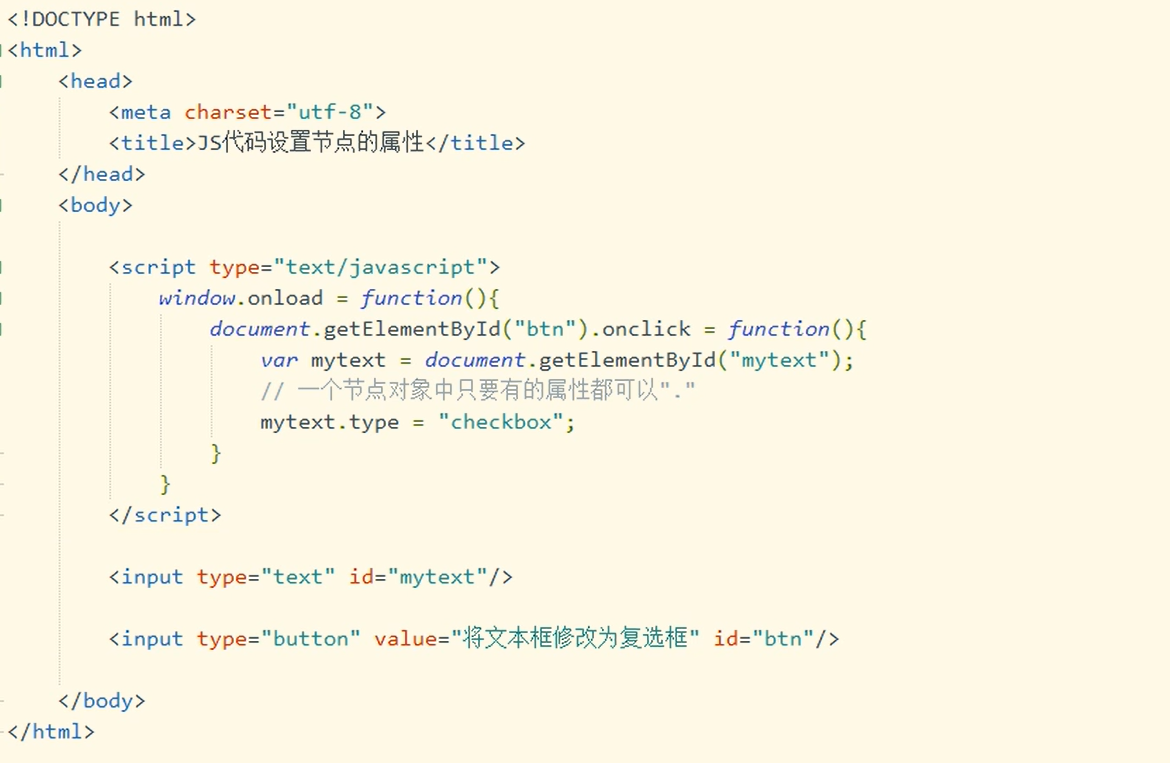 <!DOCTYPE html>
<html>
<head>
<meta charset="utf-8">
<title>JS代码设置节点的属性</title>
</head>
<body>
<script type="text/javascript">
window.onload = function(){
document.getElementById("btn").onclick = function(){
var mytext = document.getElementById("mytext");
// 一个节点对象中只要有的属性都可以"."
mytext.type = "checkbox";
}
}
</script>
<input type="text" id="mytext"/>
<input type="button" value="将文本框修改为复选框" id="btn"/>
</body>
</html>